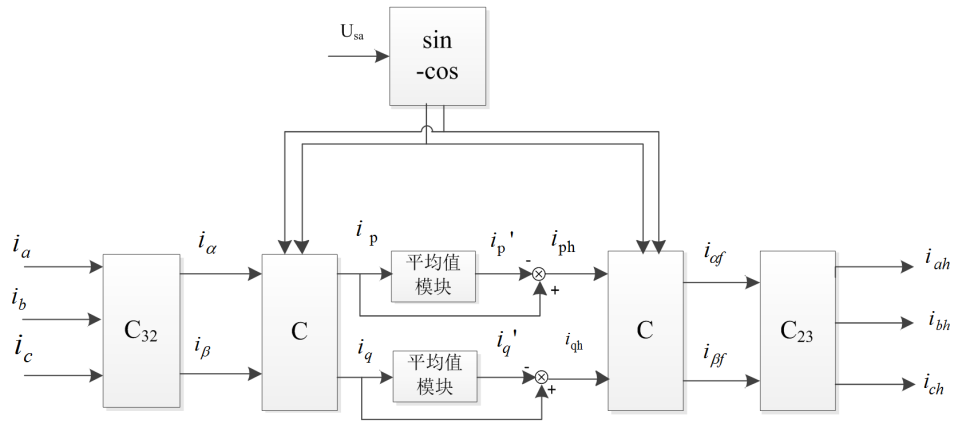 U_sa
sin
-cos
i_a
i_b
i_c
C_32
i_α
i_β
C
i_p
i_q
平均值
模块
平均值
模块
i_p'
i_q'
-
+
-
+
i_ph
i_qh
C
i_αf
i_βf
C_23
i_ah
i_bh
i_ch